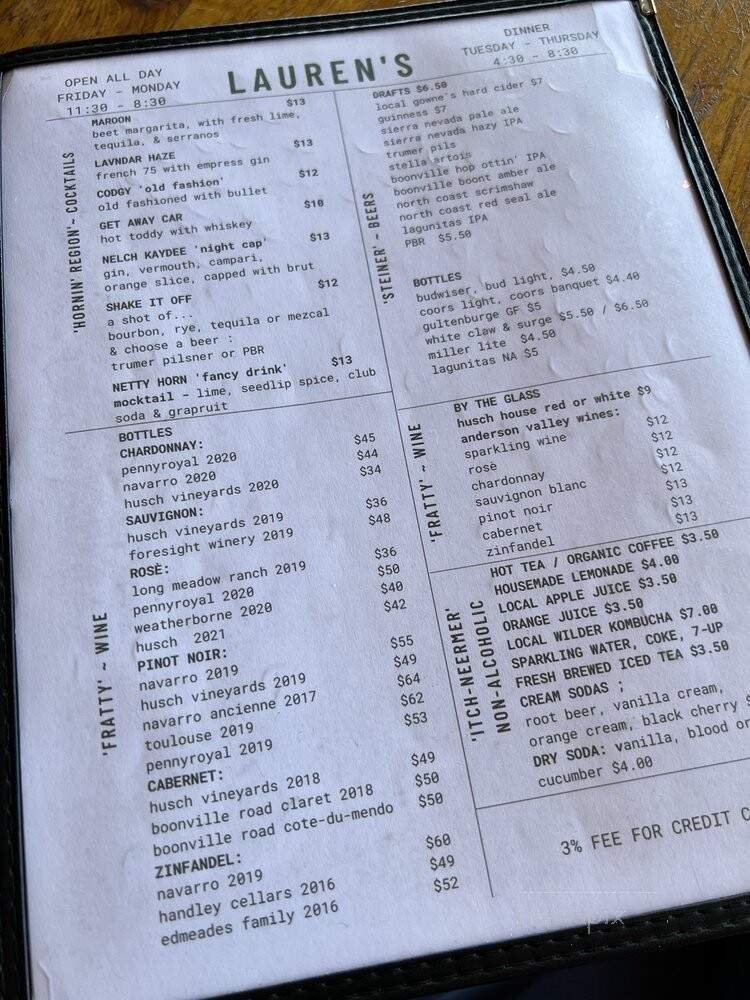 OPEN ALL DAY
FRIDAY - MONDAY
11:30 - 8:30
LAUREN'S
DINNER
TUESDAY - THURSDAY
4:30 - 8:30
'HORNIN' REGION' ~ COCKTAILS
MAROON $13
beet margarita, with fresh lime,
tequila, & serranos
LAVNDAR HAZE $13
french 75 with empress gin
CODGY 'old fashion' $12
old fashioned with bullet
GET AWAY CAR $10
hot toddy with whiskey
NELCH KAYDEE 'night cap' $13
gin, vermouth, campari,
orange slice, capped with brut
SHAKE IT OFF $12
a shot of...
bourbon, rye, tequila or mezcal
& choose a beer :
trumer pilsner or PBR
NETTY HORN 'fancy drink' $13
mocktail - lime, seedlip spice, club
soda & grapruit
'FRATTY' ~ WINE
BOTTLES
CHARDONNAY:
pennyroyal 2020 $45
navarro 2020 $44
husch vineyards 2020 $34
SAUVIGNON:
husch vineyards 2019 $36
foresight winery 2019 $48
ROSÈ:
long meadow ranch 2019 $36
pennyroyal 2020 $50
weatherborne 2020 $40
husch 2021 $42
PINOT NOIR:
navarro 2019 $55
husch vineyards 2019 $49
navarro ancienne 2017 $64
toulouse 2019 $62
pennyroyal 2019 $53
CABERNET:
husch vineyards 2018 $49
boonville road claret 2018 $50
boonville road cote-du-mendo $50
ZINFANDEL:
navarro 2019 $60
handley cellars 2016 $49
edmeades family 2016 $52
'STEINER' ~ BEERS
DRAFTS $6.50
local gowne's hard cider $7
guinness $7
sierra nevada pale ale
sierra nevada hazy IPA
trumer pils
stella artois
boonville hop ottin' IPA
boonville boont amber ale
north coast scrimshaw
north coast red seal ale
lagunitas IPA
PBR $5.50
BOTTLES
budwiser, bud light, $4.50
coors light, coors banquet $4.40
gultenburge GF $5
white claw & surge $5.50 / $6.50
miller lite $4.50
lagunitas NA $5
'FRATTY' ~ WINE
BY THE GLASS
husch house red or white $9
anderson valley wines:
sparkling wine $12
rosè $12
chardonnay $12
sauvignon blanc $12
pinot noir $13
cabernet $13
zinfandel $13
'ITCH-NEERMER'
NON-ALCOHOLIC
HOT TEA / ORGANIC COFFEE $3.50
HOUSEMADE LEMONADE $4.00
LOCAL APPLE JUICE $3.50
ORANGE JUICE $3.50
LOCAL WILDER KOMBUCHA $7.00
SPARKLING WATER, COKE, 7-UP
FRESH BREWED ICED TEA $3.50
CREAM SODAS ;
root beer, vanilla cream,
orange cream, black cherry $
DRY SODA: vanilla, blood or
cucumber $4.00
3% FEE FOR CREDIT C